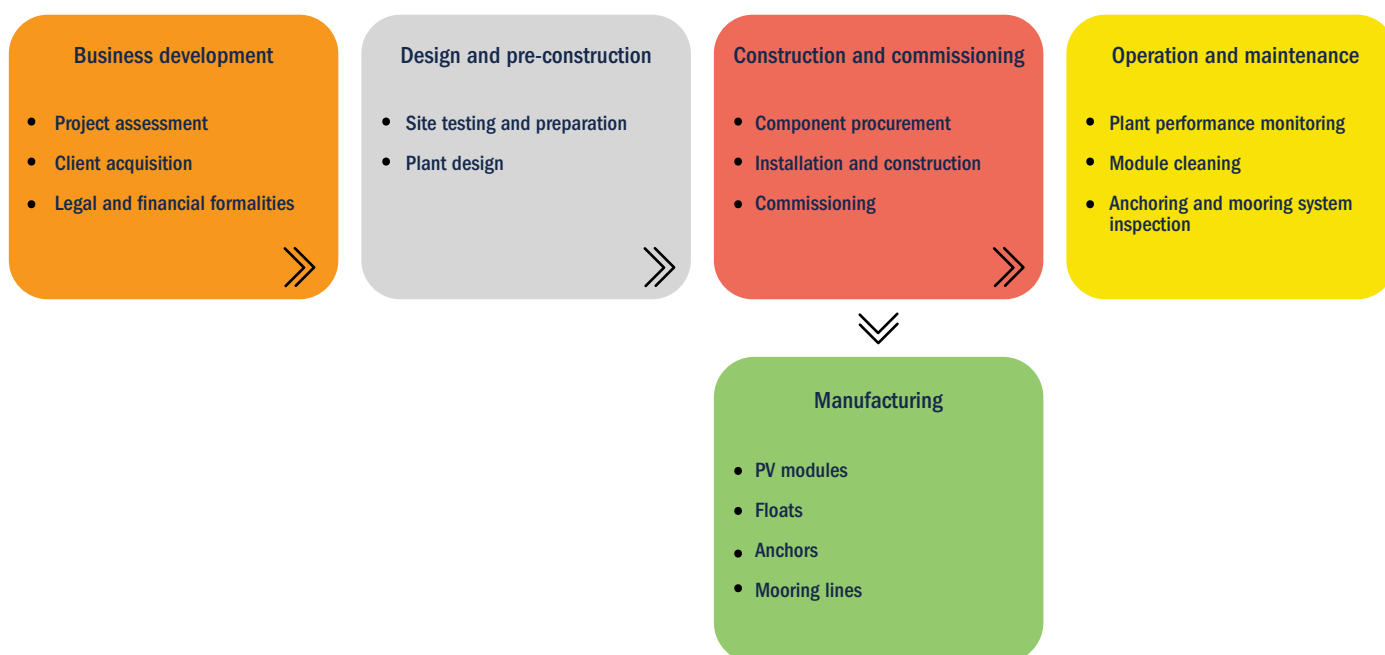 Business development
• Project assessment
• Client acquisition
• Legal and financial formalities
Design and pre-construction
• Site testing and preparation
• Plant design
Construction and commissioning
• Component procurement
• Installation and construction
• Commissioning
Operation and maintenance
• Plant performance monitoring
• Module cleaning
• Anchoring and mooring system
inspection
Manufacturing
• PV modules
• Floats
• Anchors
• Mooring lines